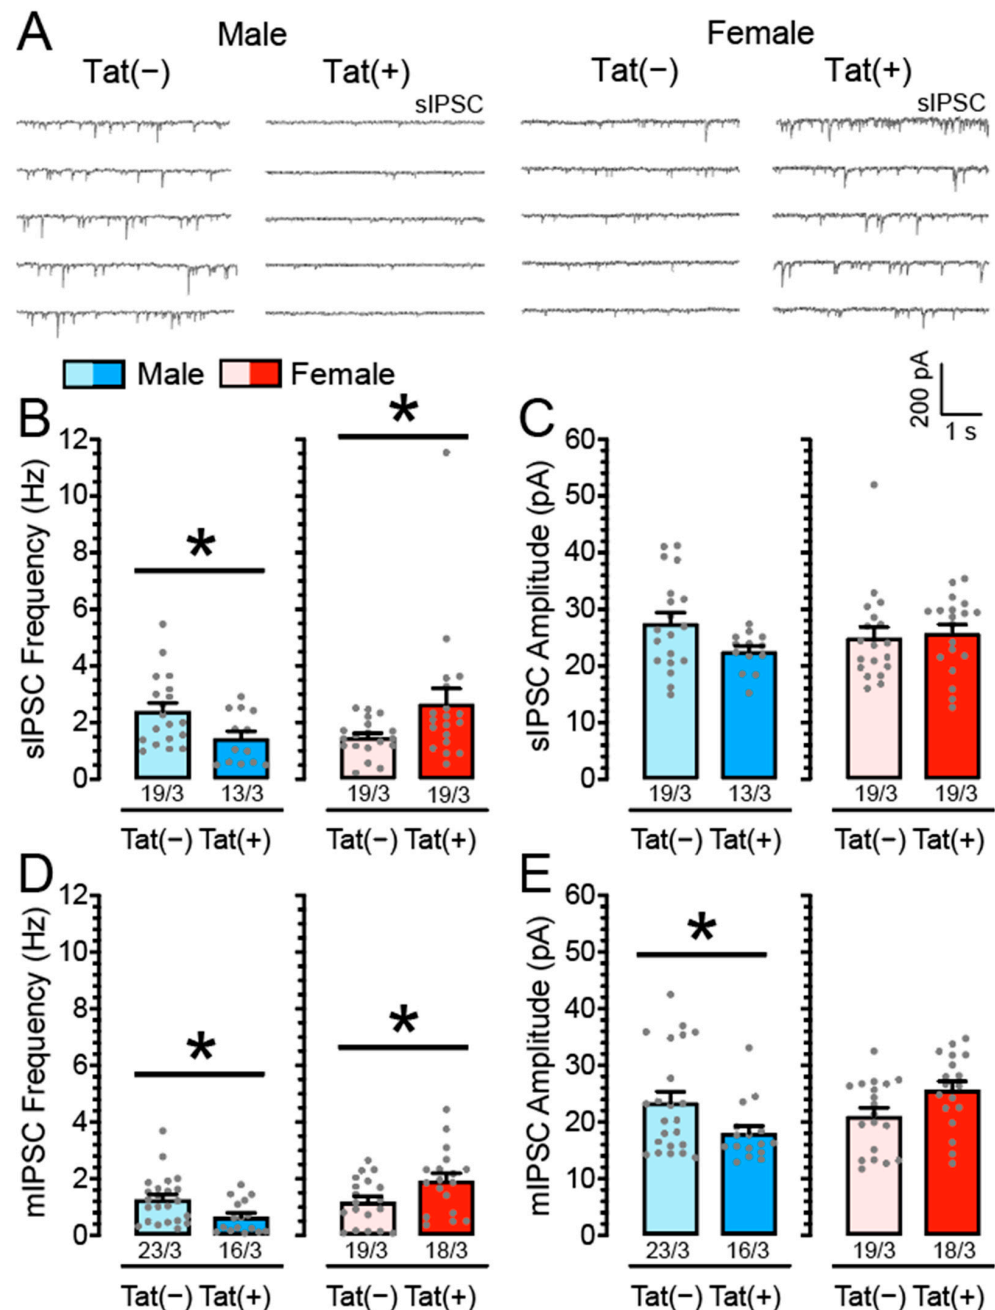 A
Male
Female
Tat(−) Tat(+)
Tat(−) Tat(+)
sIPSC
sIPSC
200 pA
1 s
Male
Female
B
*
*
sIPSC Frequency (Hz)
12
10
8
6
4
2
0
19/3 13/3
19/3 19/3
Tat(−) Tat(+)
Tat(−) Tat(+)
C
sIPSC Amplitude (pA)
60
50
40
30
20
10
0
19/3 13/3
19/3 19/3
Tat(−) Tat(+)
Tat(−) Tat(+)
D
*
*
mIPSC Frequency (Hz)
12
10
8
6
4
2
0
23/3 16/3
19/3 18/3
Tat(−) Tat(+)
Tat(−) Tat(+)
E
*
mIPSC Amplitude (pA)
60
50
40
30
20
10
0
23/3 16/3
19/3 18/3
Tat(−) Tat(+)
Tat(−) Tat(+)